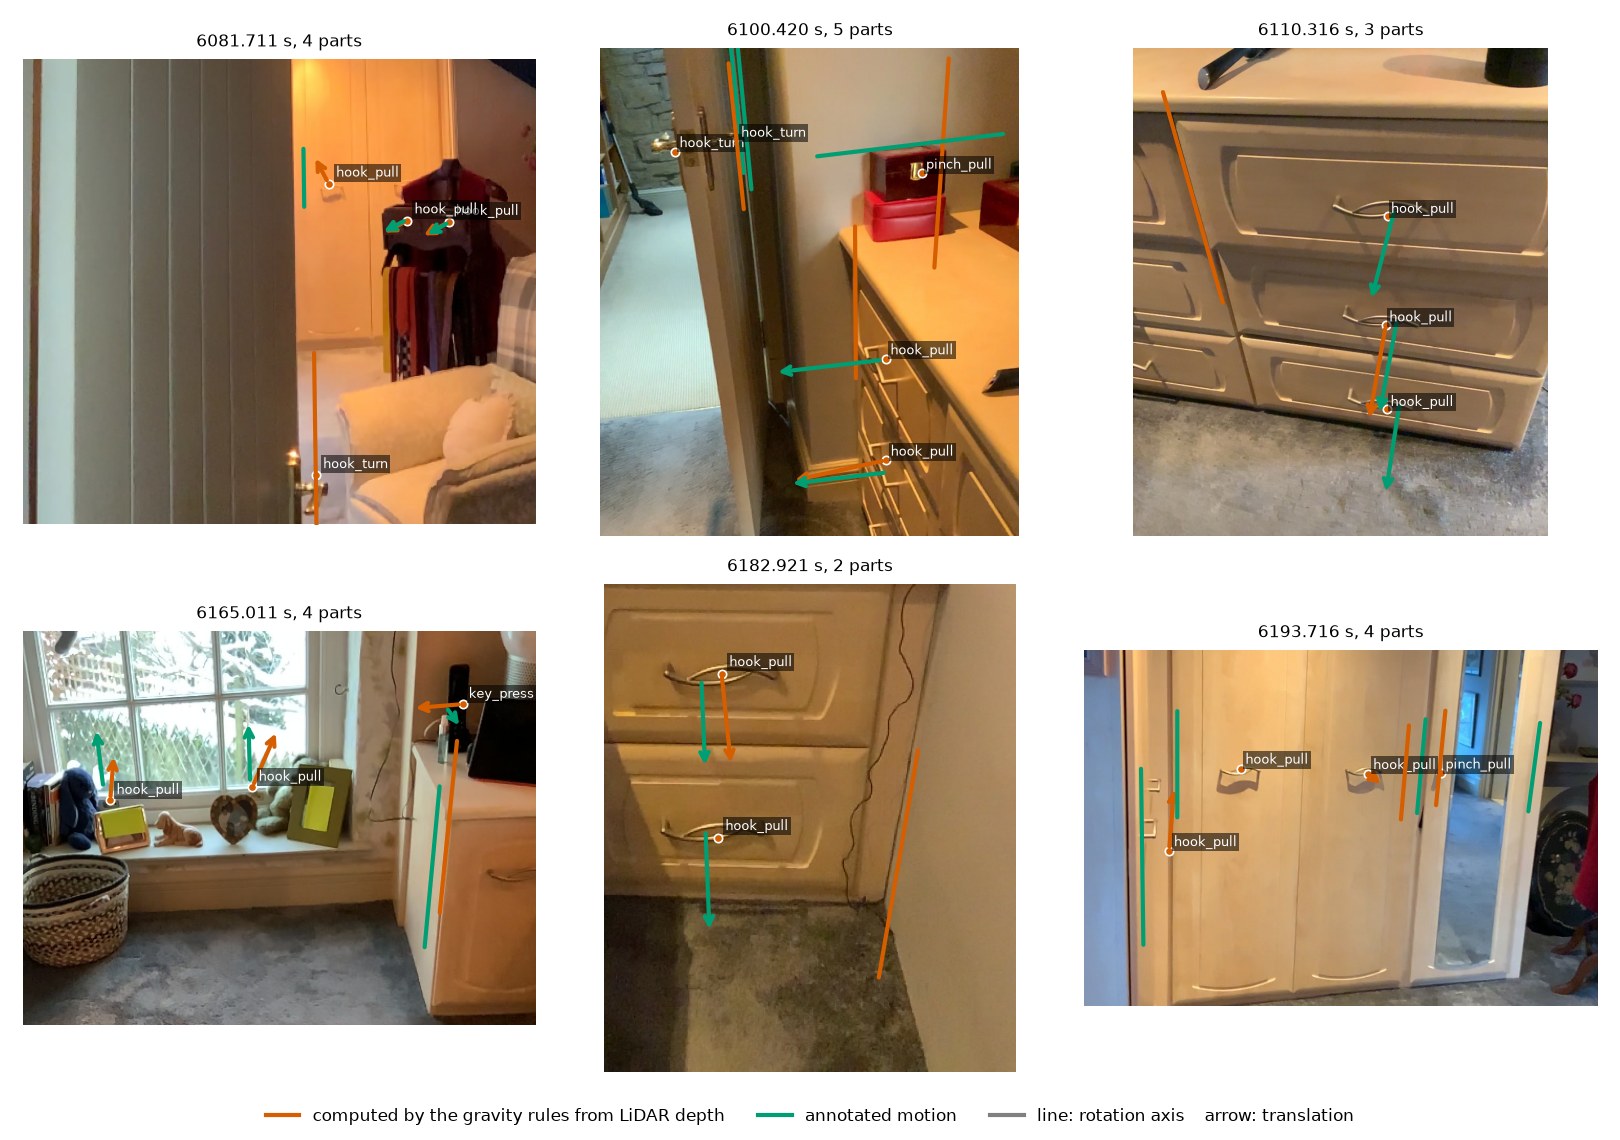 6081.711 s, 4 parts
hook_pull
hook_pull
hook_pull
hook_turn
6100.420 s, 5 parts
hook_turn
hook_turn
pinch_pull
hook_pull
hook_pull
6110.316 s, 3 parts
hook_pull
hook_pull
hook_pull
6165.011 s, 4 parts
key_press
hook_pull
hook_pull
6182.921 s, 2 parts
hook_pull
hook_pull
6193.716 s, 4 parts
hook_pull
hook_pull
pinch_pull
hook_pull
computed by the gravity rules from LiDAR depth
annotated motion
line: rotation axis arrow: translation